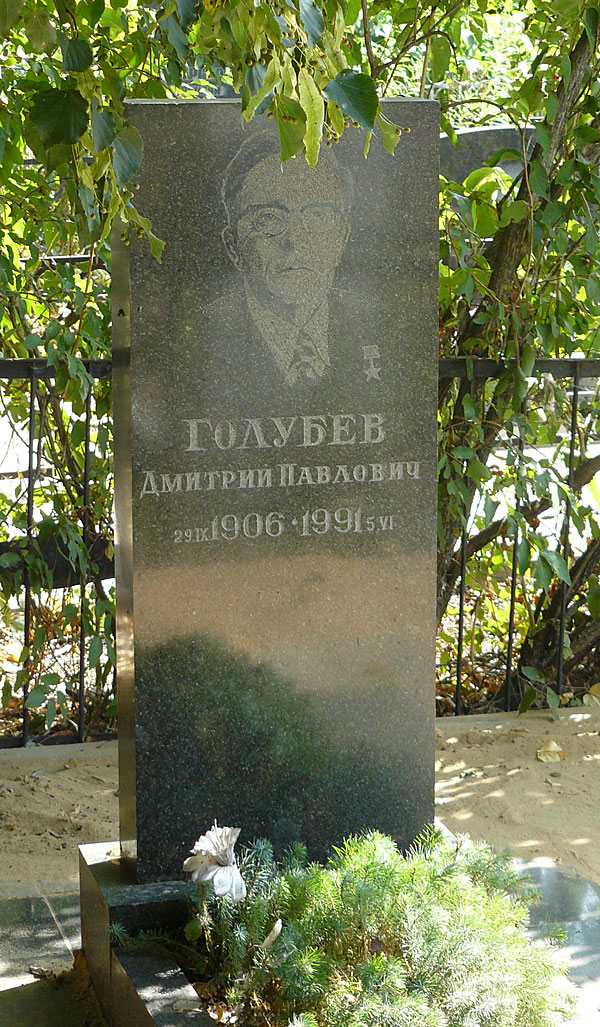 ГОЛУБЕВ
ДМИТРИЙ ПАВЛОВИЧ
29.IX 1906 · 1991 5.VI